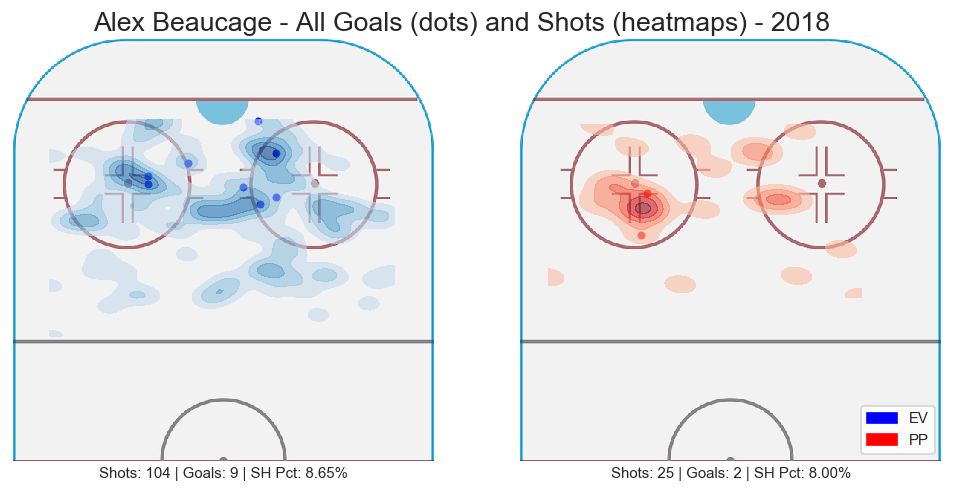 Alex Beaucage - All Goals (dots) and Shots (heatmaps) - 2018
EV
PP
Shots: 104 | Goals: 9 | SH Pct: 8.65%
Shots: 25 | Goals: 2 | SH Pct: 8.00%